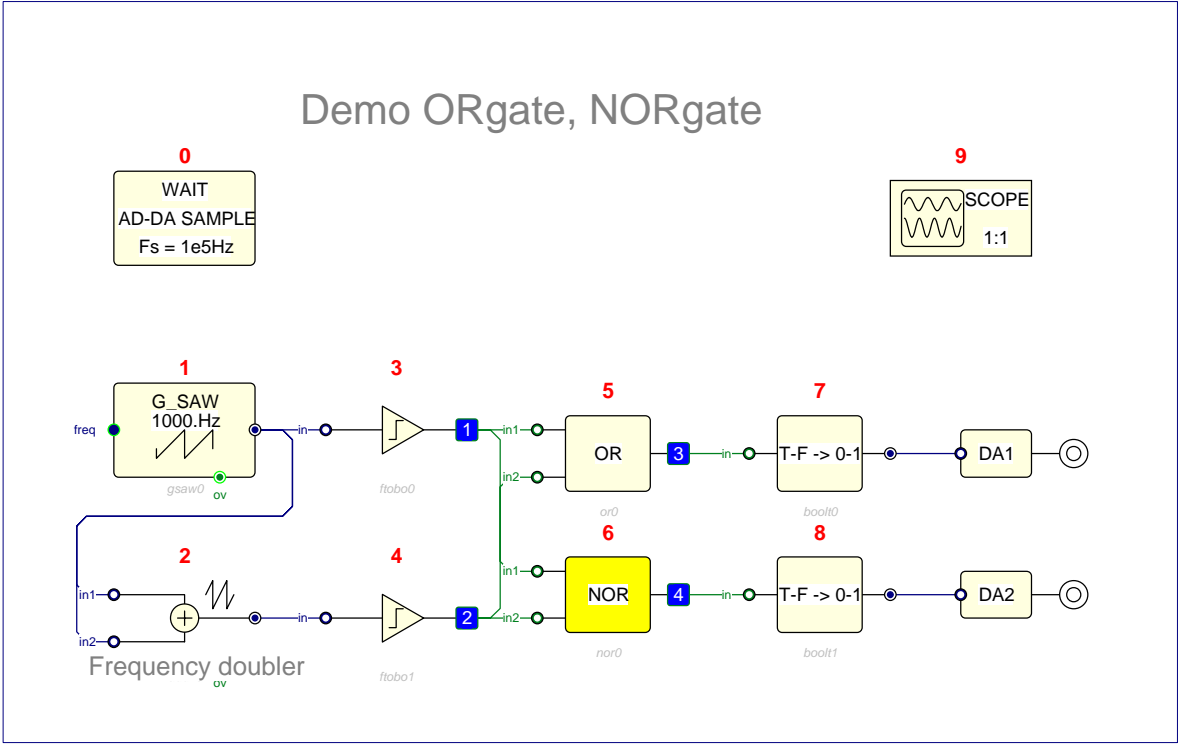 Demo ORgate, NORgate
0
9
WAIT
AD-DA SAMPLE
Fs = 1e5Hz
SCOPE
1:1
1
3
5
7
G_SAW
1000.Hz
freq
in
1
in1
in2
OR
3
in
T-F -> 0-1
DA1
gsaw0
ov
ftobo0
or0
boolt0
2
4
6
8
in1
in2
in
2
in1
in2
NOR
4
in
T-F -> 0-1
DA2
Frequency doubler
ov
ftobo1
nor0
boolt1